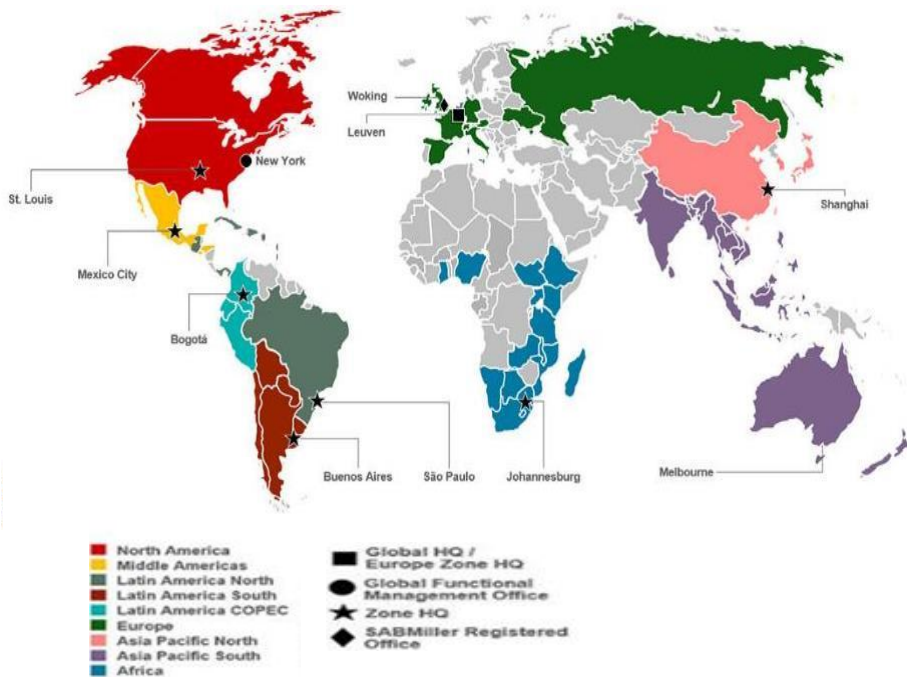 Woking
Leuven
New York
St. Louis
Shanghai
Mexico City
Bogotá
Buenos Aires
São Paulo
Johannesburg
Melbourne
North America
Middle Americas
Latin America North
Latin America South
Latin America COPEC
Europe
Asia Pacific North
Asia Pacific South
Africa
Global HQ /
Europe Zone HQ
Global Functional
Management Office
Zone HQ
SABMiller Registered
Office